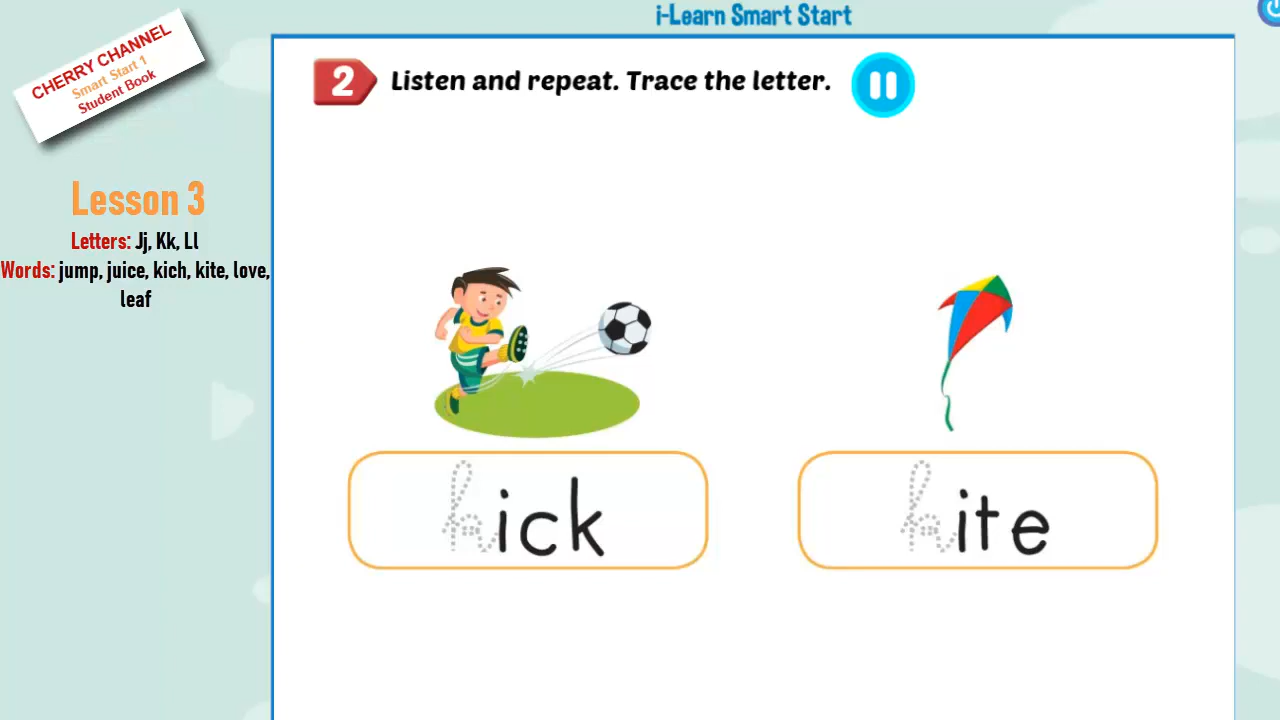 i-Learn Smart Start
CHERRY CHANNEL
Smart Start 1
Student Book
2 Listen and repeat. Trace the letter.
Lesson 3
Letters: Jj, Kk, Ll
Words: jump, juice, kich, kite, love,
leaf
kick
kite